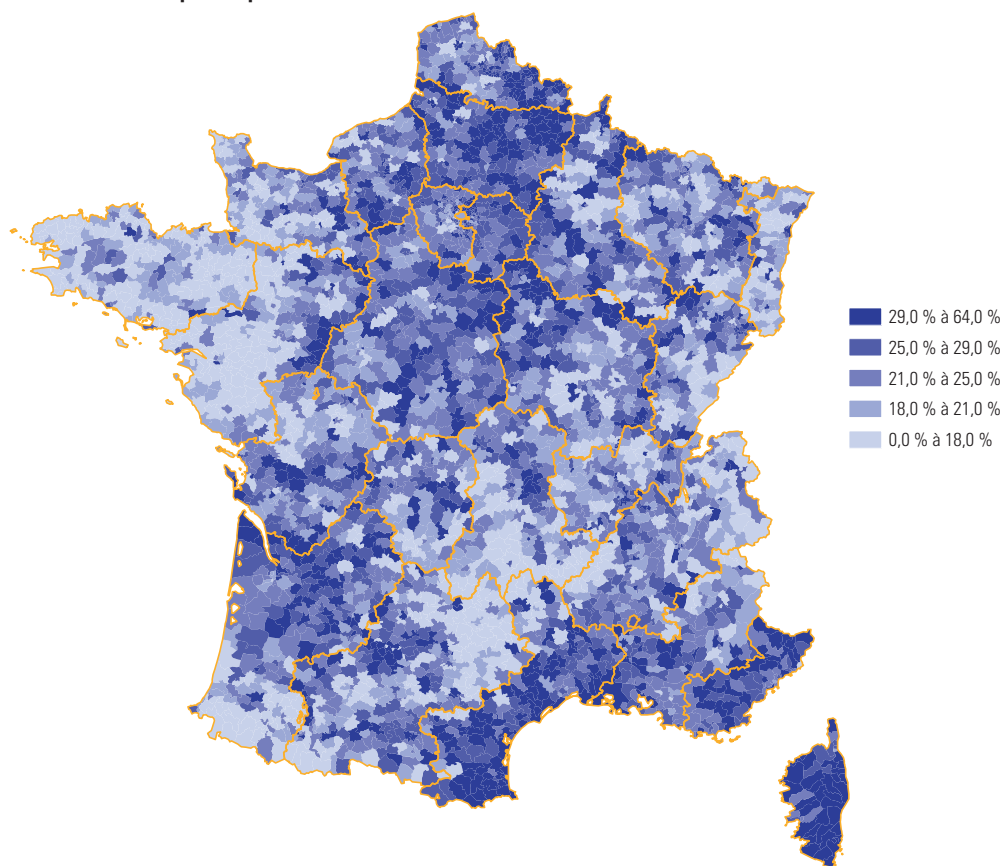 29,0 % à 64,0 %
25,0 % à 29,0 %
21,0 % à 25,0 %
18,0 % à 21,0 %
0,0 % à 18,0 %